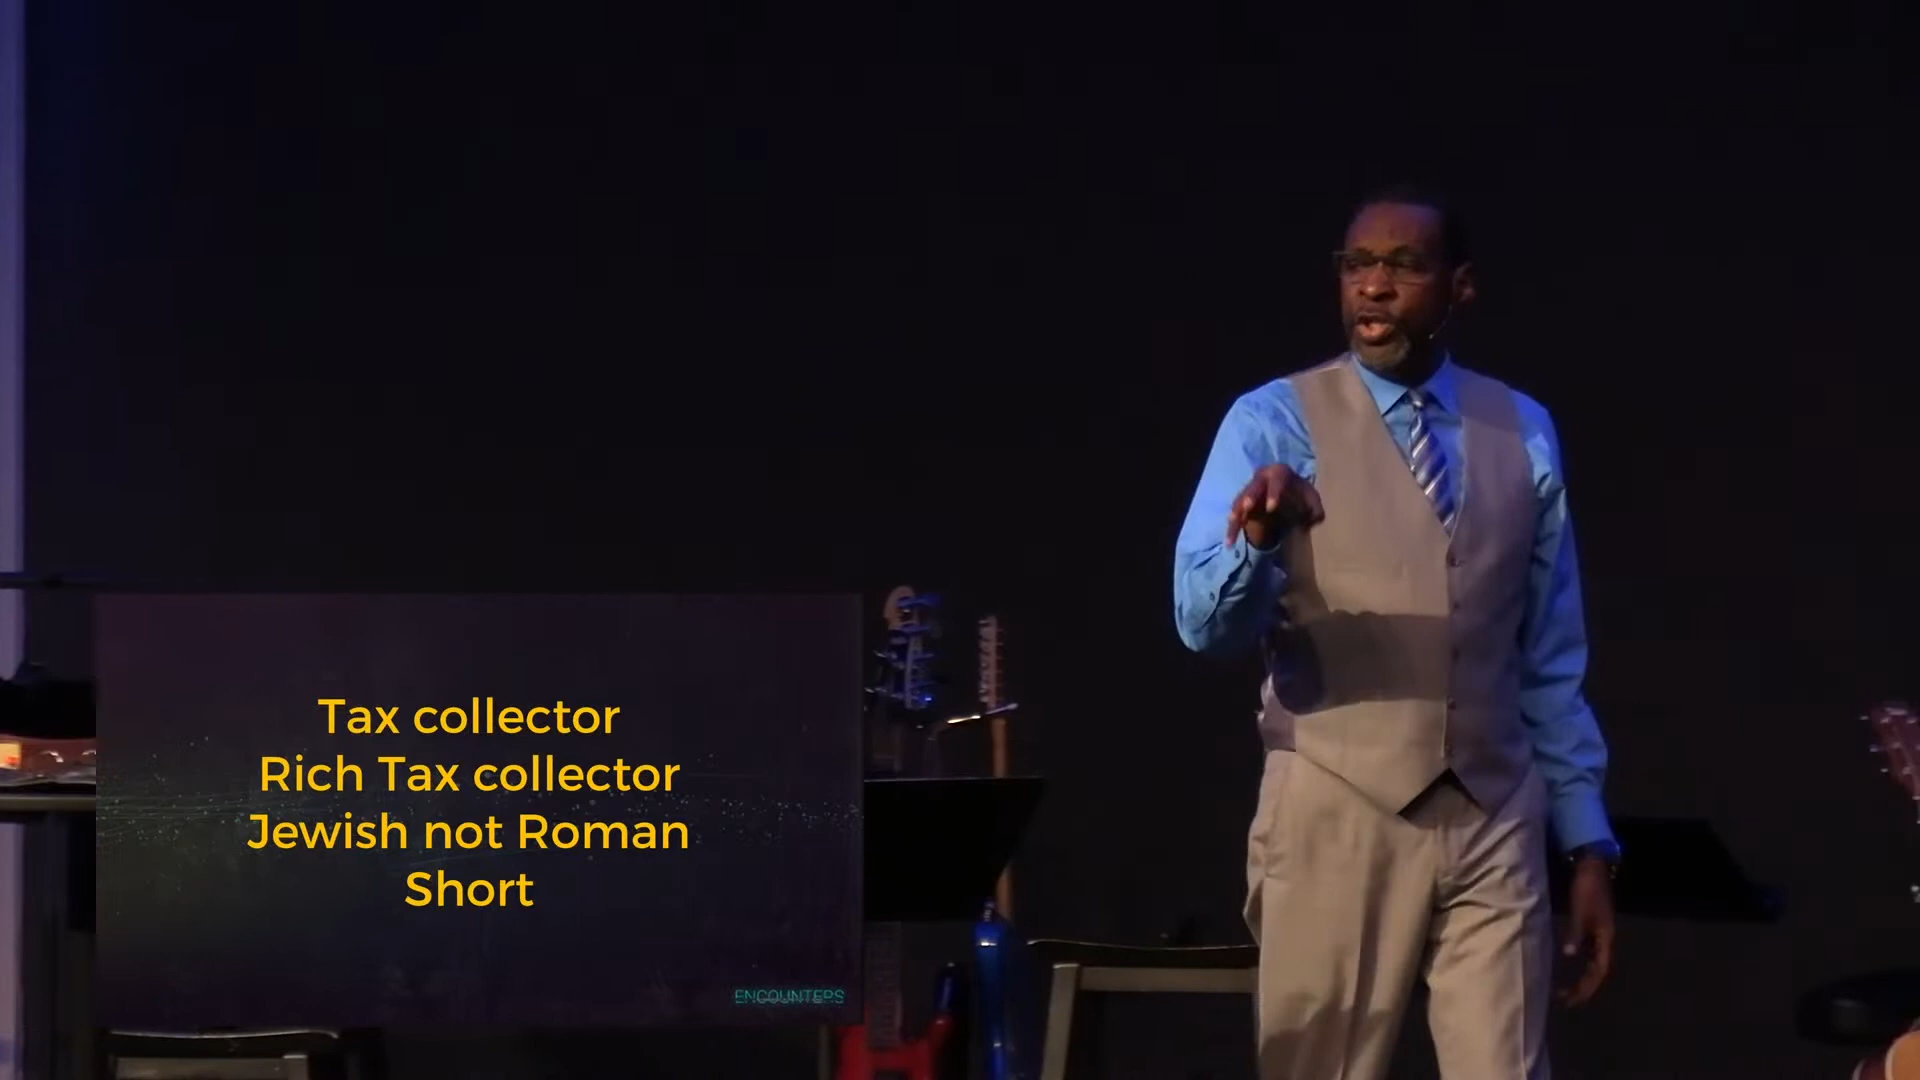 Tax collector
Rich Tax collector
Jewish not Roman
Short
ENCOUNTERS